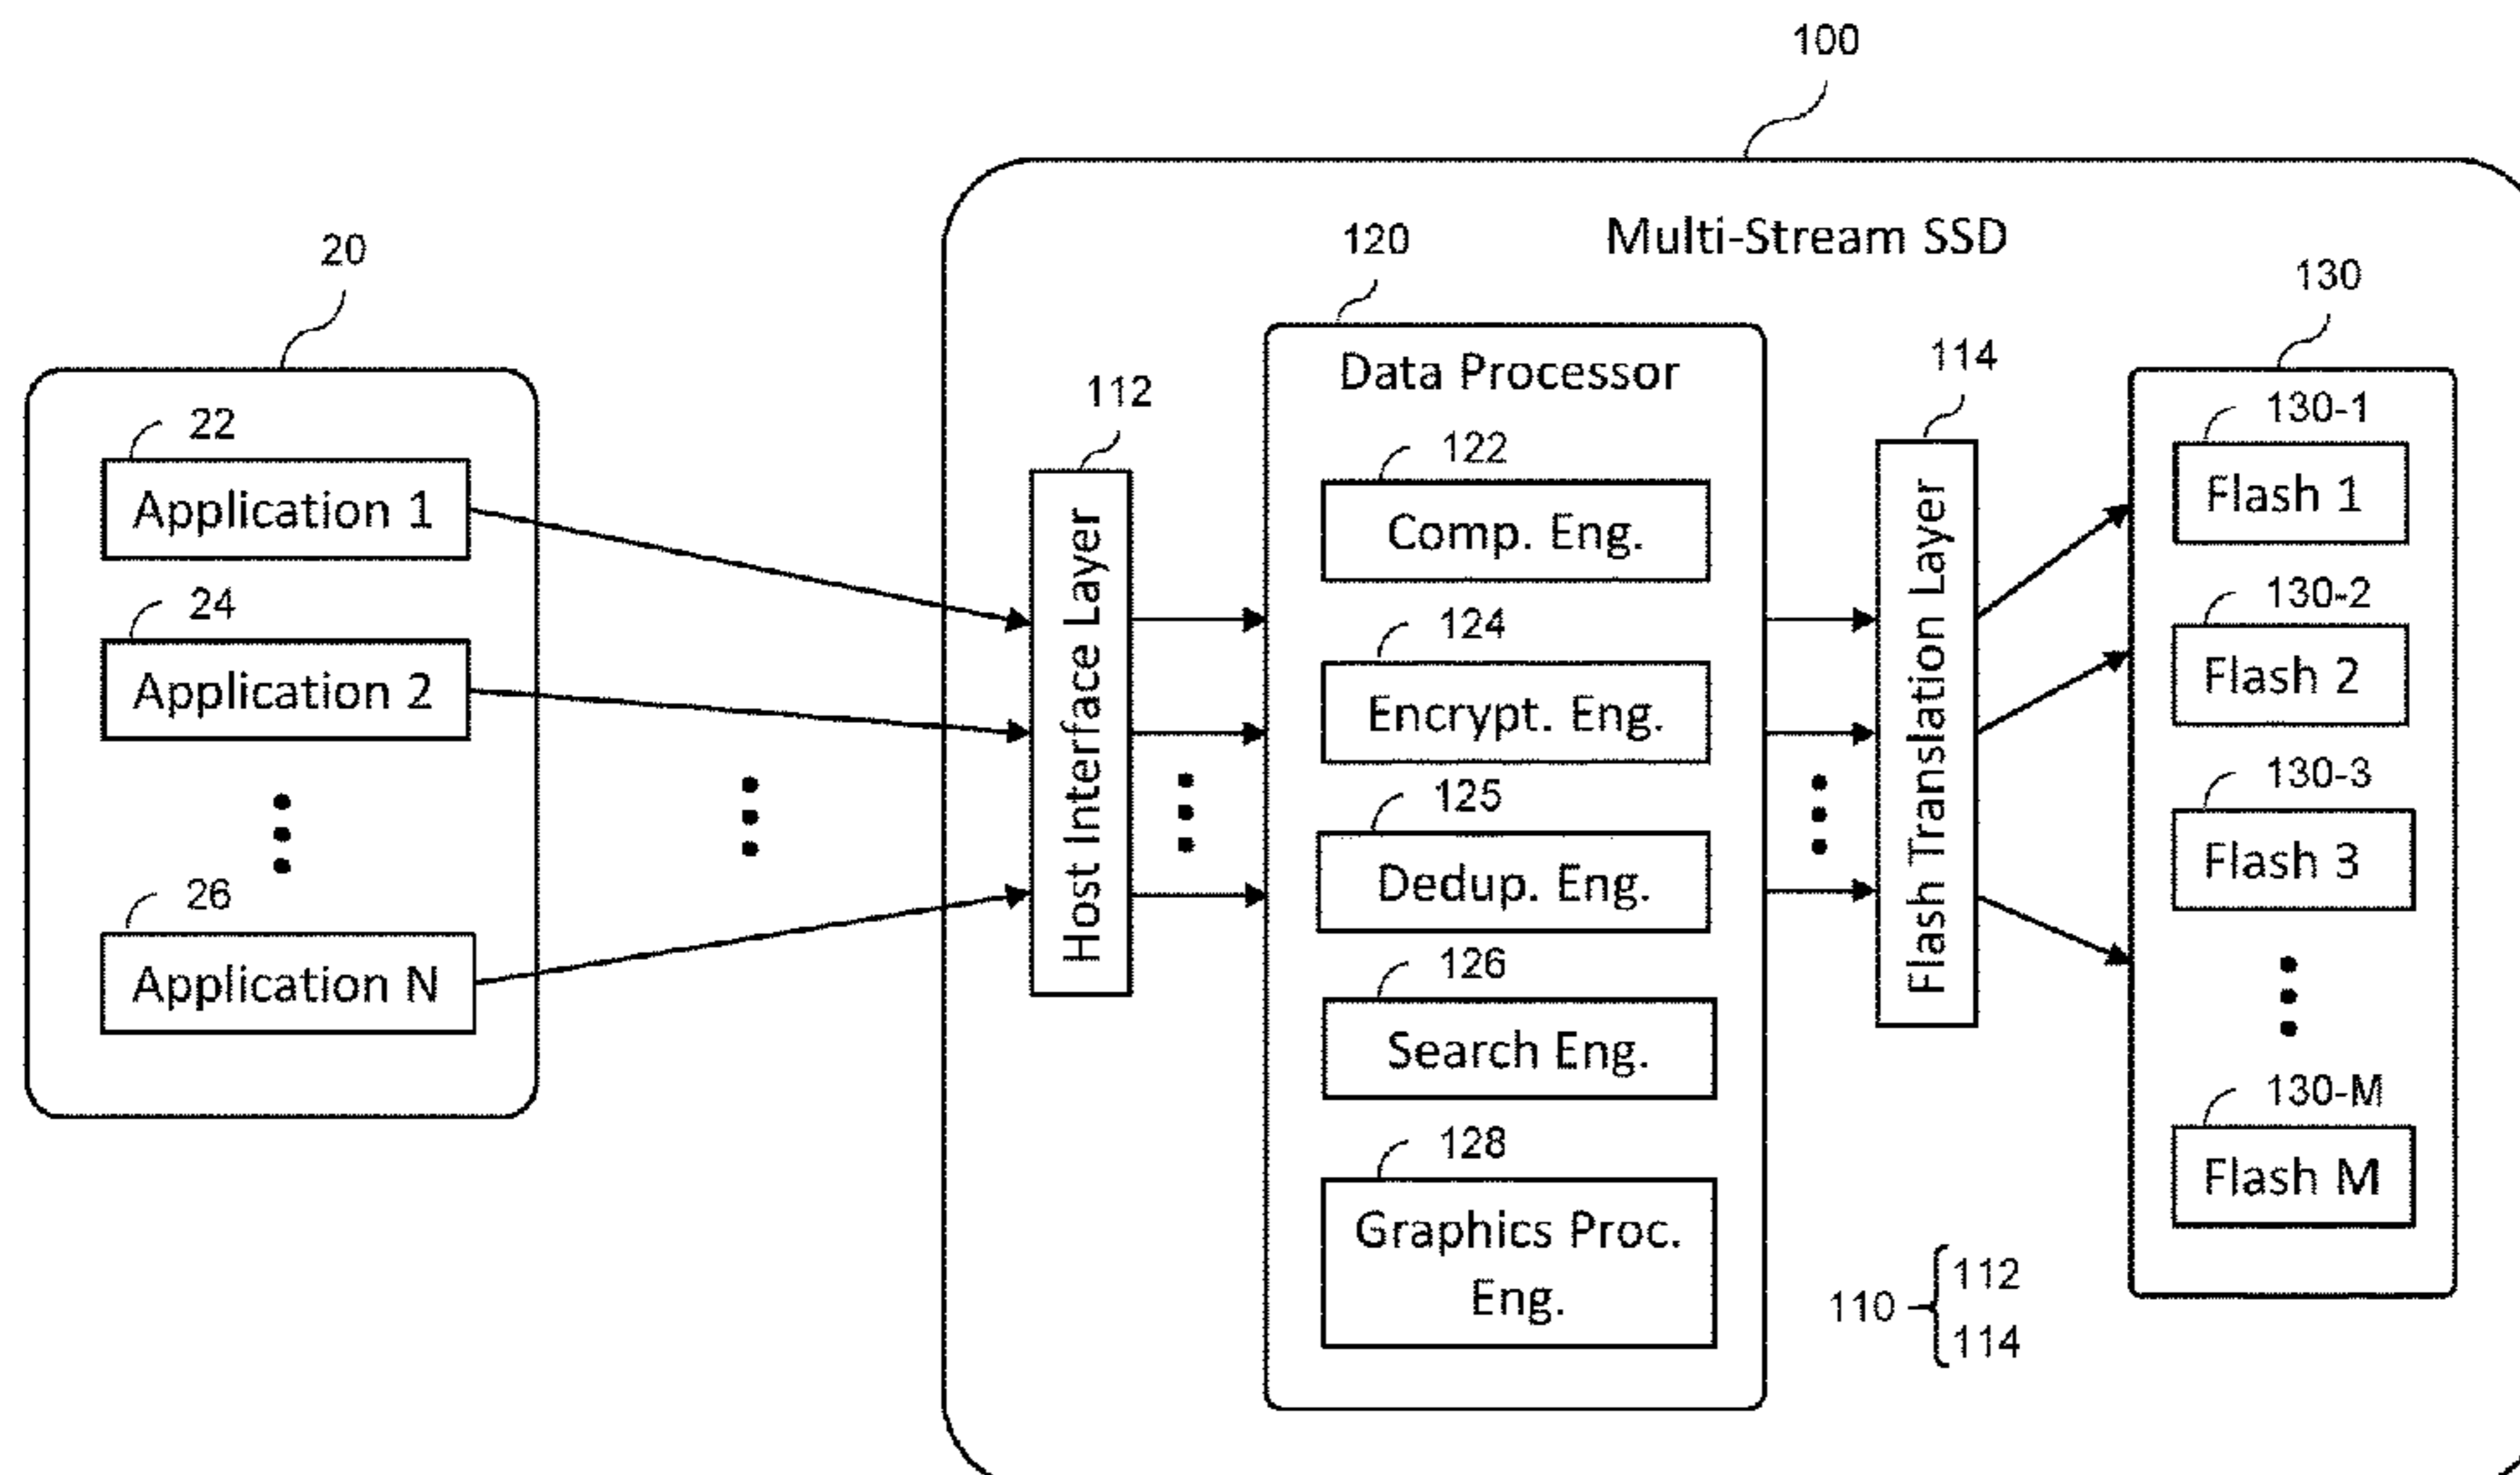 100
Multi-Stream SSD
20
22
Application 1
24
Application 2
26
Application N
112
Host Interface Layer
120
Data Processor
122
Comp. Eng.
124
Encrypt. Eng.
125
Dedup. Eng.
126
Search Eng.
128
Graphics Proc.
Eng.
114
Flash Translation Layer
130
130-1
Flash 1
130-2
Flash 2
130-3
Flash 3
130-M
Flash M
110
112
114